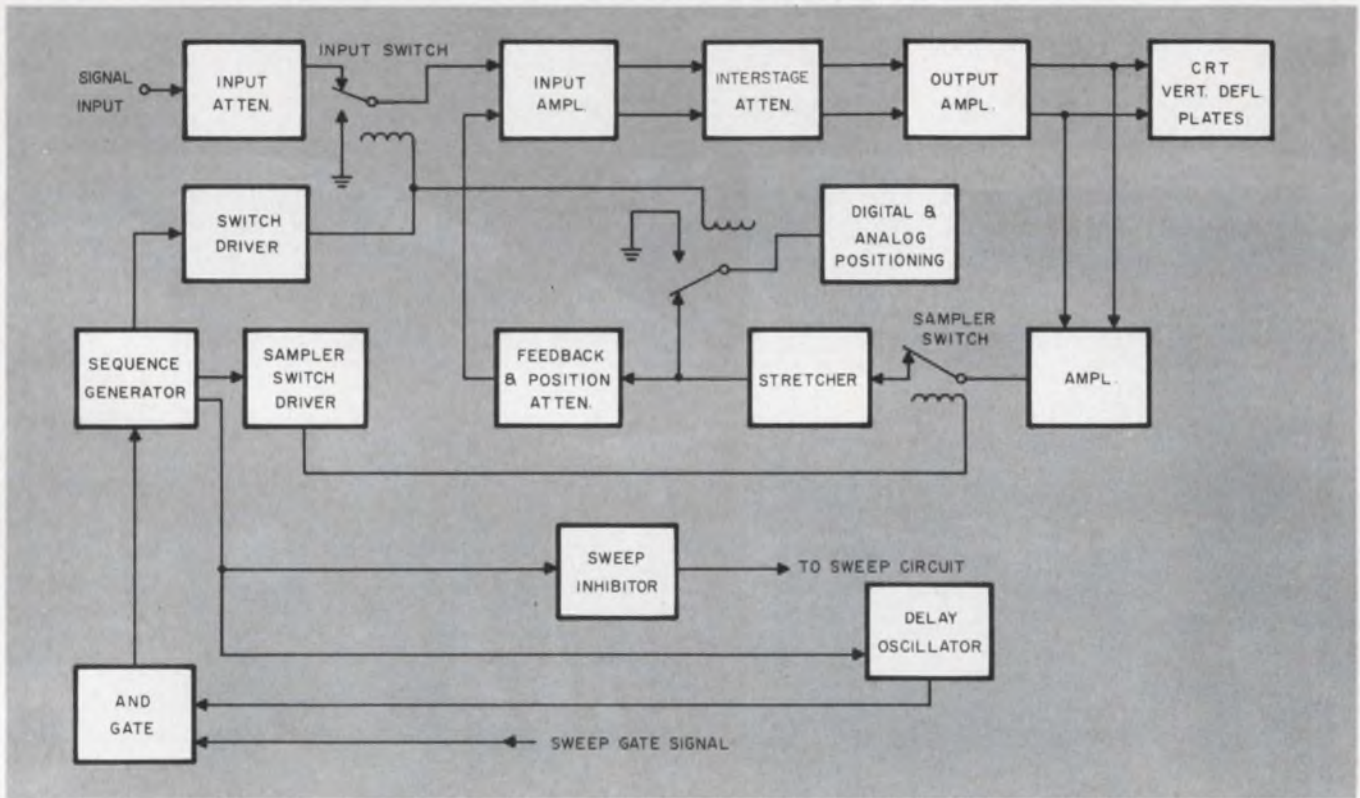 SIGNAL
INPUT
INPUT
ATTEN.
INPUT SWITCH
INPUT
AMPL.
INTERSTAGE
ATTEN.
OUTPUT
AMPL.
CRT
VERT. DEFL.
PLATES
SWITCH
DRIVER
DIGITAL &
ANALOG
POSITIONING
SEQUENCE
GENERATOR
SAMPLER
SWITCH
DRIVER
FEEDBACK
& POSITION
ATTEN.
STRETCHER
SAMPLER
SWITCH
AMPL.
SWEEP
INHIBITOR
TO SWEEP CIRCUIT
DELAY
OSCILLATOR
AND
GATE
SWEEP GATE SIGNAL